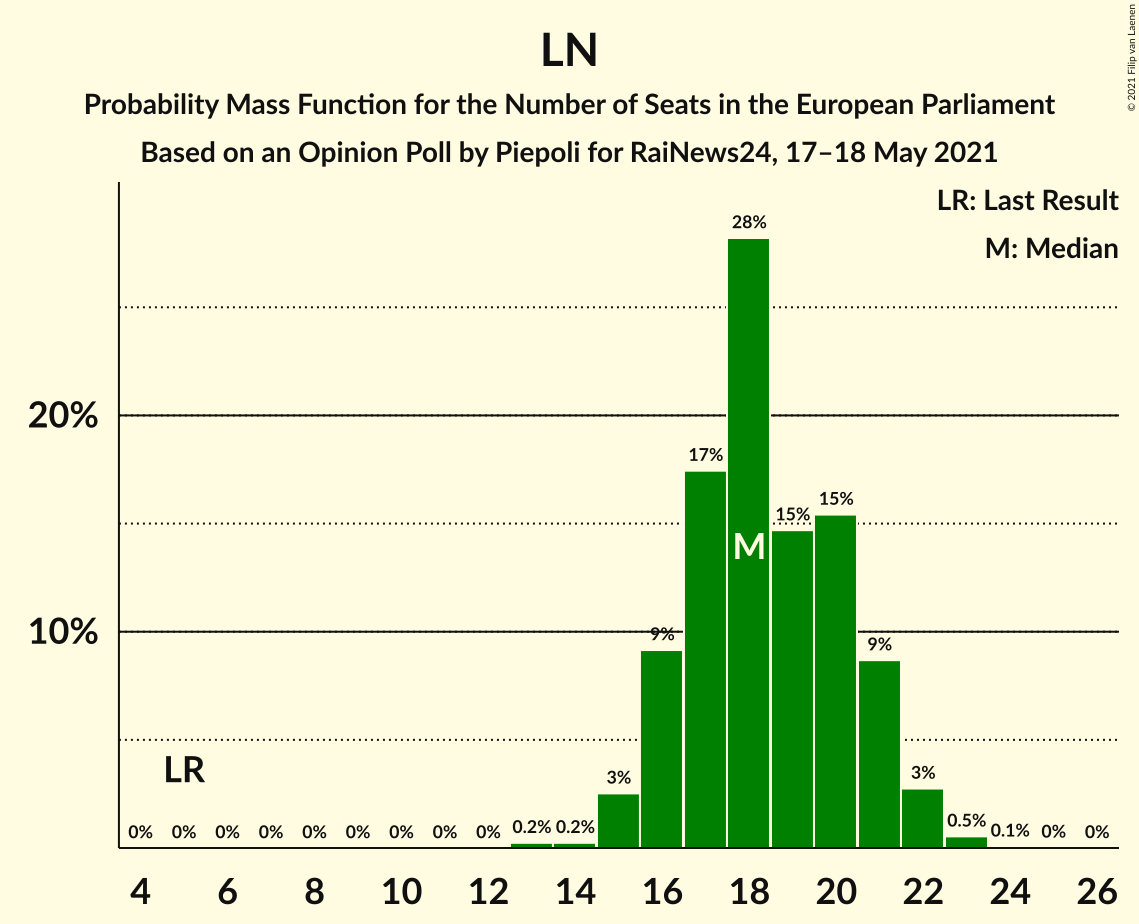 LN
Probability Mass Function for the Number of Seats in the European Parliament
Based on an Opinion Poll by Piepoli for RaiNews24, 17–18 May 2021
© 2021 Filip van Laenen
LR: Last Result
M: Median
28%
20%
17%
15%
15%
M
10%
9%
9%
LR
3%
3%
0%
0%
0%
0%
0%
0%
0%
0%
0%
0.2%
0.2%
0.5%
0.1%
0%
0%
4 6 8 10 12 14 16 18 20 22 24 26